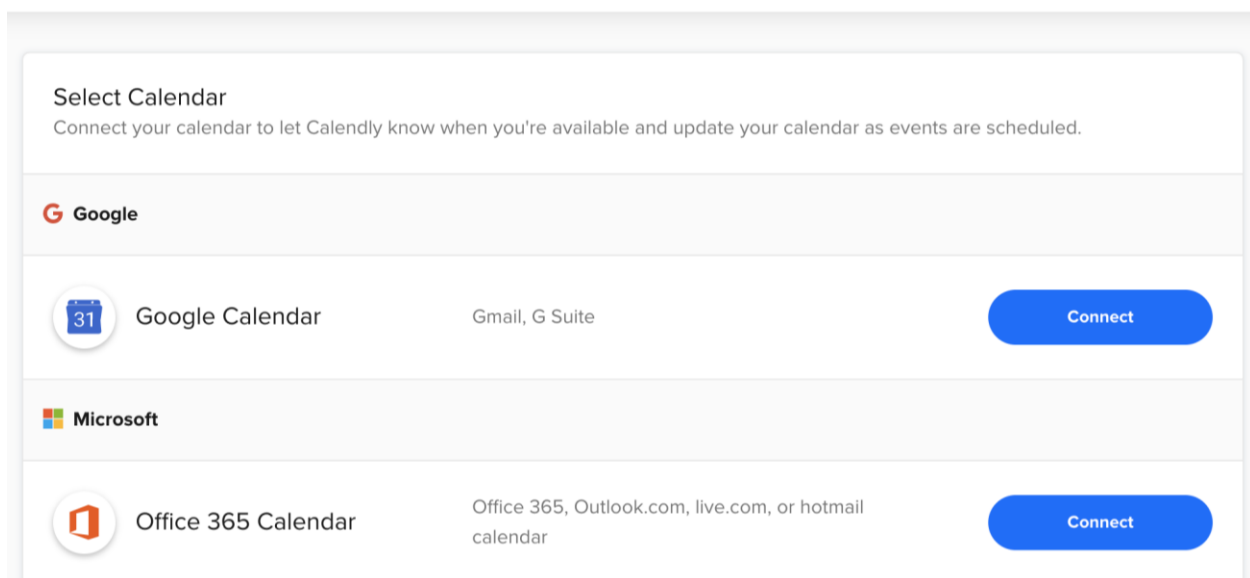 Select Calendar
Connect your calendar to let Calendly know when you're available and update your calendar as events are scheduled.
G Google
31 Google Calendar Gmail, G Suite Connect
Microsoft
Office 365 Calendar Office 365, Outlook.com, live.com, or hotmail calendar Connect